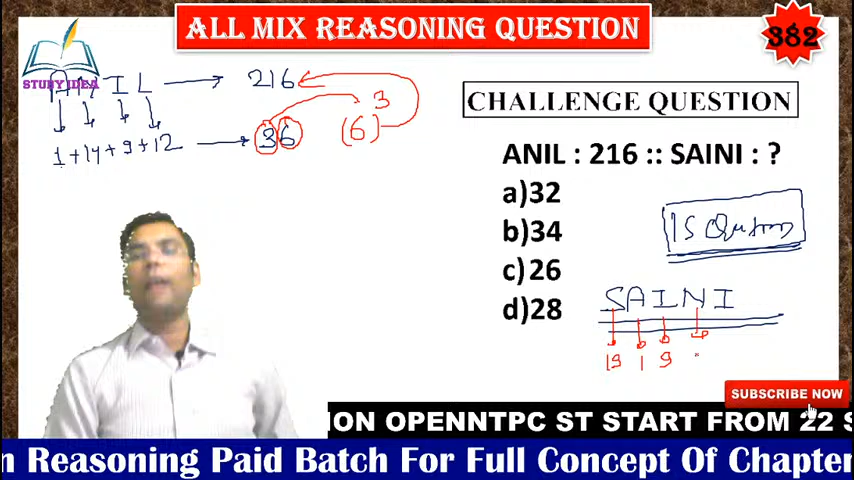 ALL MIX REASONING QUESTION
382
STUDY IDEA
ANIL → 216
3
1+14+9+12 → 36 (6)
CHALLENGE QUESTION
ANIL : 216 :: SAINI : ?
a)32
b)34
c)26
d)28
15 Question
SAINI
19 1 9
SUBSCRIBE NOW
ION OPENNTPC ST START FROM 22 S
n Reasoning Paid Batch For Full Concept Of Chapter